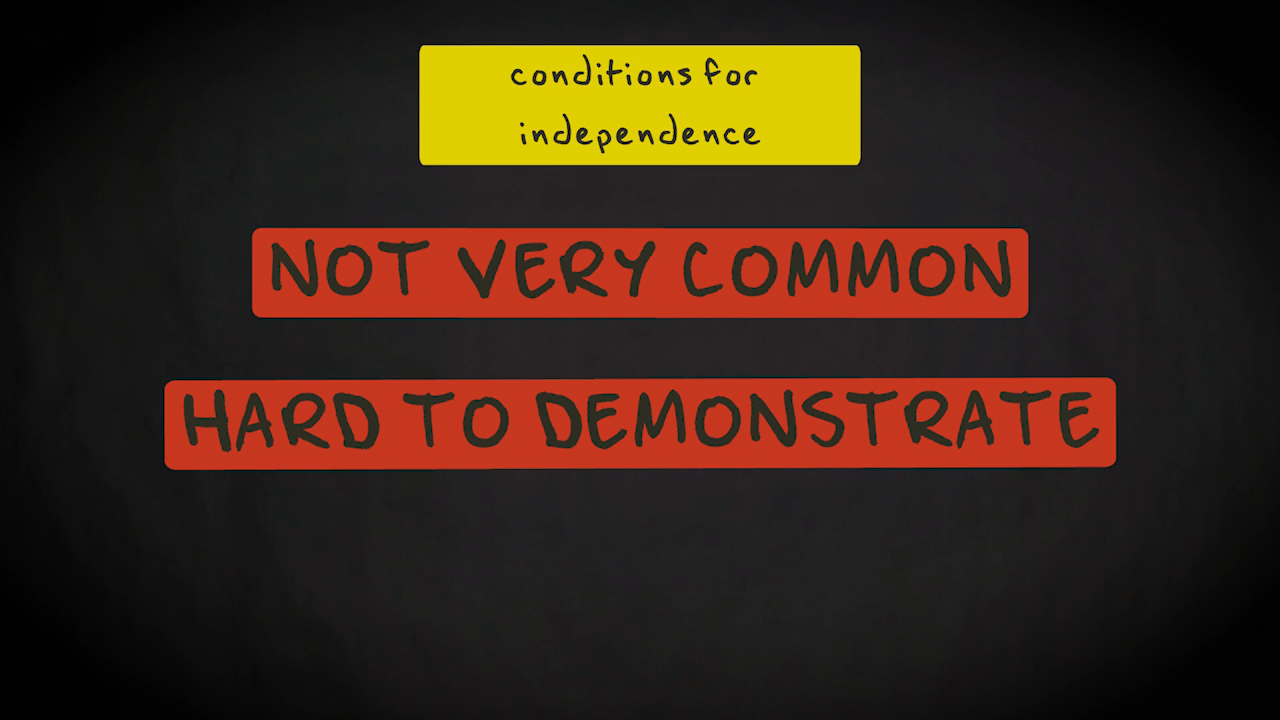 conditions for
independence
NOT VERY COMMON
HARD TO DEMONSTRATE